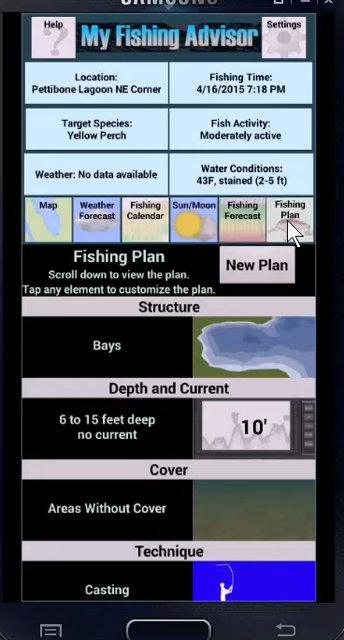 SAMSUNG
Help
My Fishing Advisor
Settings
Location:
Pettibone Lagoon NE Corner
Fishing Time:
4/16/2015 7:18 PM
Target Species:
Yellow Perch
Fish Activity:
Moderately active
Weather: No data available
Water Conditions:
43F, stained (2-5 ft)
Map
Weather
Forecast
Fishing
Calendar
Sun/Moon
Fishing
Forecast
Fishing
Plan
Fishing Plan
Scroll down to view the plan.
Tap any element to customize the plan.
New Plan
Structure
Bays
Depth and Current
6 to 15 feet deep
no current
10'
Cover
Areas Without Cover
Technique
Casting